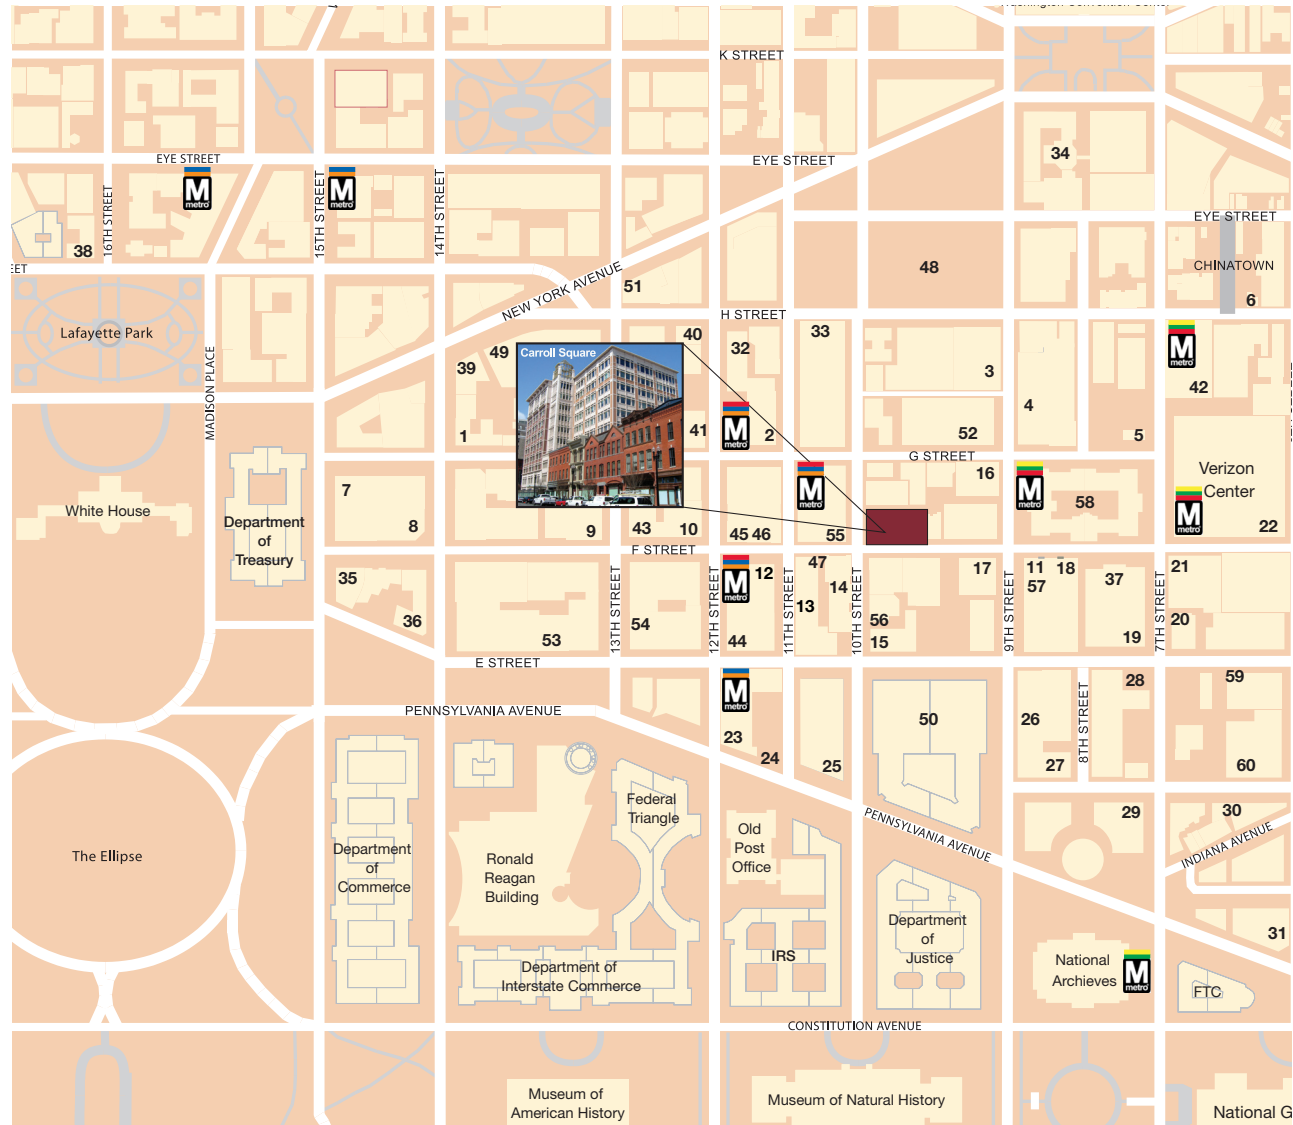 K STREET
EYE STREET
EYE STREET
34
M
metro
M
metro
16TH STREET
15TH STREET
14TH STREET
38
EET
EYE STREET
CHINATOWN
6
48
51
NEW YORK AVENUE
H STREET
Lafayette Park
MADISON PLACE
40
32
33
49
39
Carroll Square
3
4
M
metro
42
1
41
M
metro
2
52
5
G STREET
16
White House
7
8
Department
of
Treasury
9
43
10
45 46
M
metro
55
M
metro
58
Verizon
Center
M
metro
22
F STREET
35
36
53
13TH STREET
54
12TH STREET
M
metro
12
44
11TH STREET
47
14
13
10TH STREET
56
15
17
9TH STREET
11
18
57
37
19
7TH STREET
21
20
E STREET
M
metro
23
24
25
50
26
27
8TH STREET
28
59
60
PENNSYLVANIA AVENUE
PENNSYLVANIA AVENUE
29
30
INDIANA AVENUE
31
The Ellipse
Department
of
Commerce
Ronald
Reagan
Building
Federal
Triangle
Old
Post
Office
Department
of
Justice
IRS
Department of
Interstate Commerce
National
Archives
M
metro
FTC
CONSTITUTION AVENUE
Museum of
American History
Museum of Natural History
National G